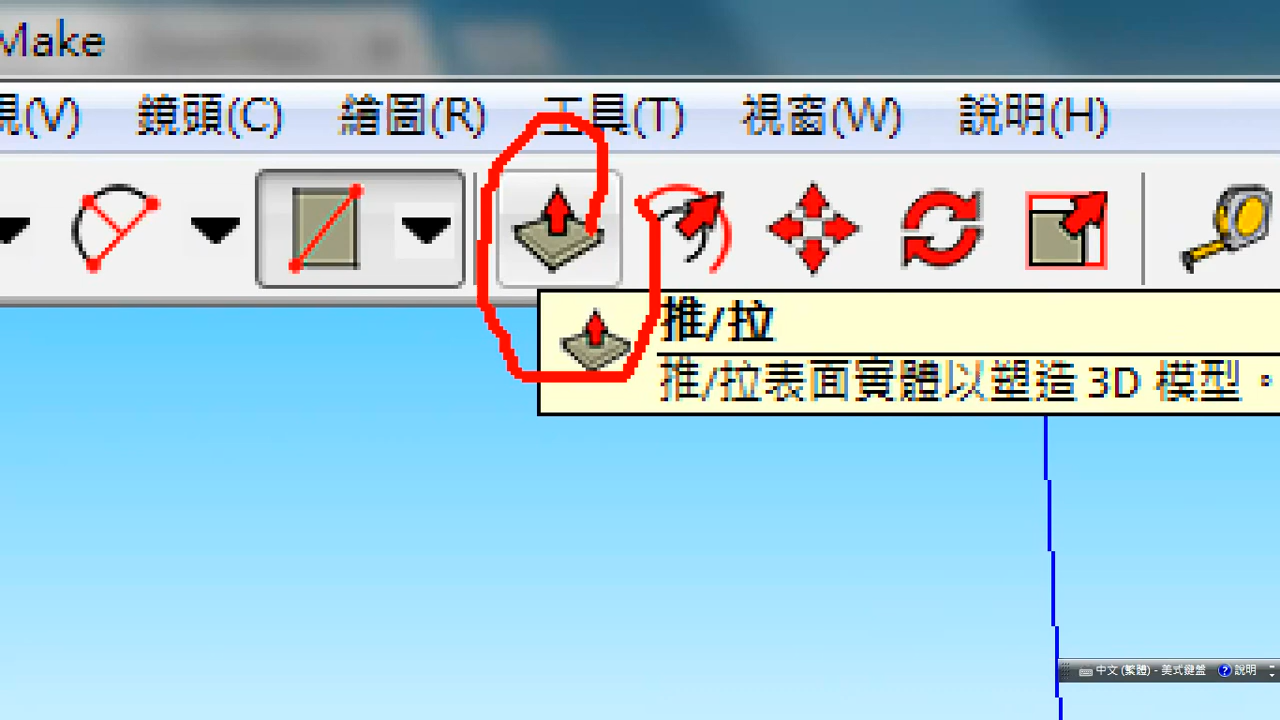 Make
視(V) 鏡頭(C) 繪圖(R) 工具(T) 視窗(W) 說明(H)
推/拉
推/拉表面實體以塑造 3D 模型。
中文 (繁體) - 美式鍵盤 說明